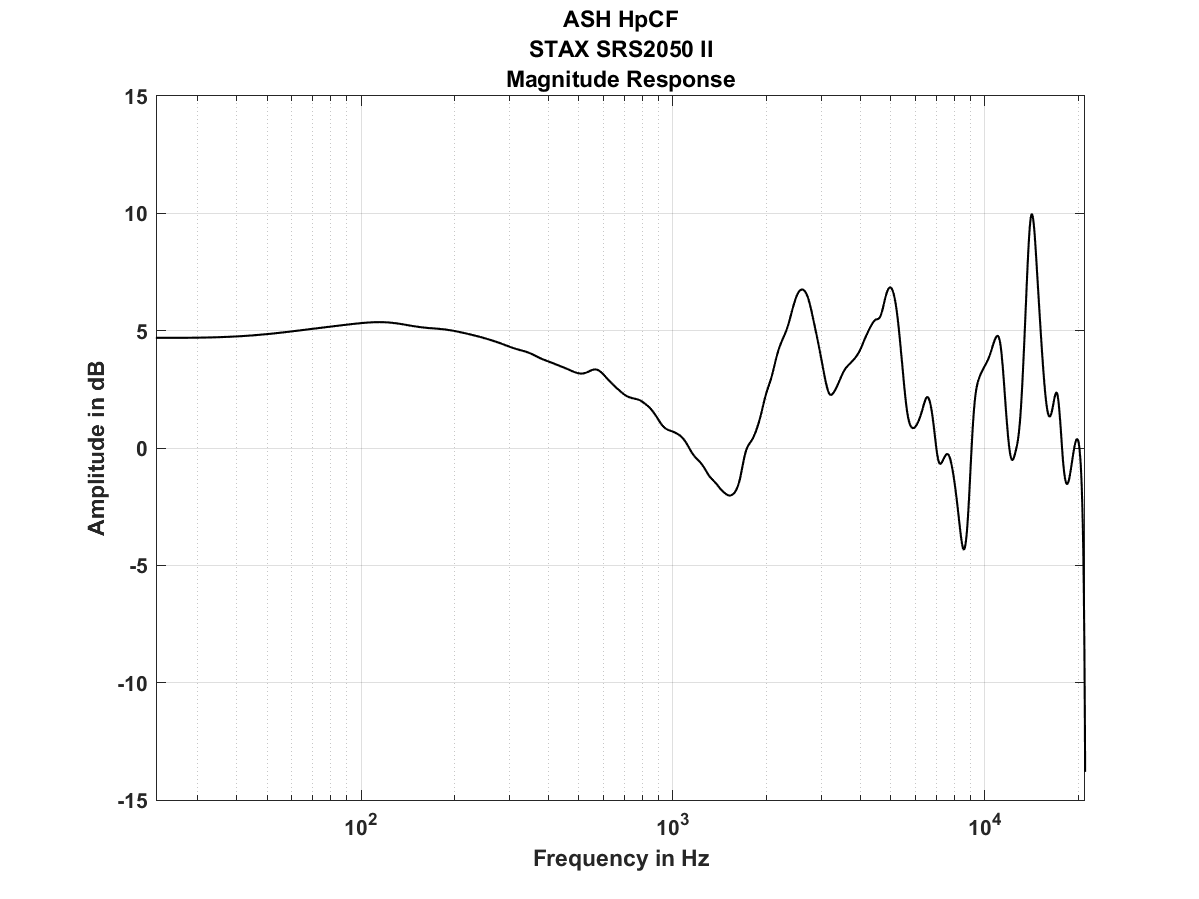 ASH HpCF
STAX SRS2050 II
Magnitude Response
15
10
5
0
-5
-10
-15
Amplitude in dB
10²
10³
10⁴
Frequency in Hz